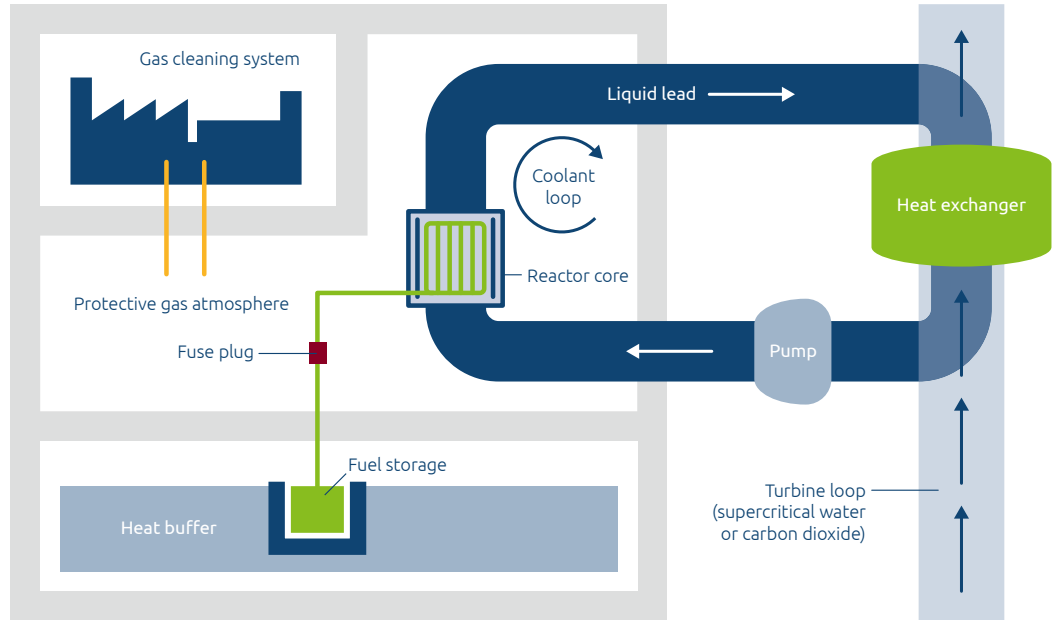 Gas cleaning system
Liquid lead
Coolant
loop
Heat exchanger
Reactor core
Protective gas atmosphere
Fuse plug
Pump
Fuel storage
Heat buffer
Turbine loop
(supercritical water
or carbon dioxide)